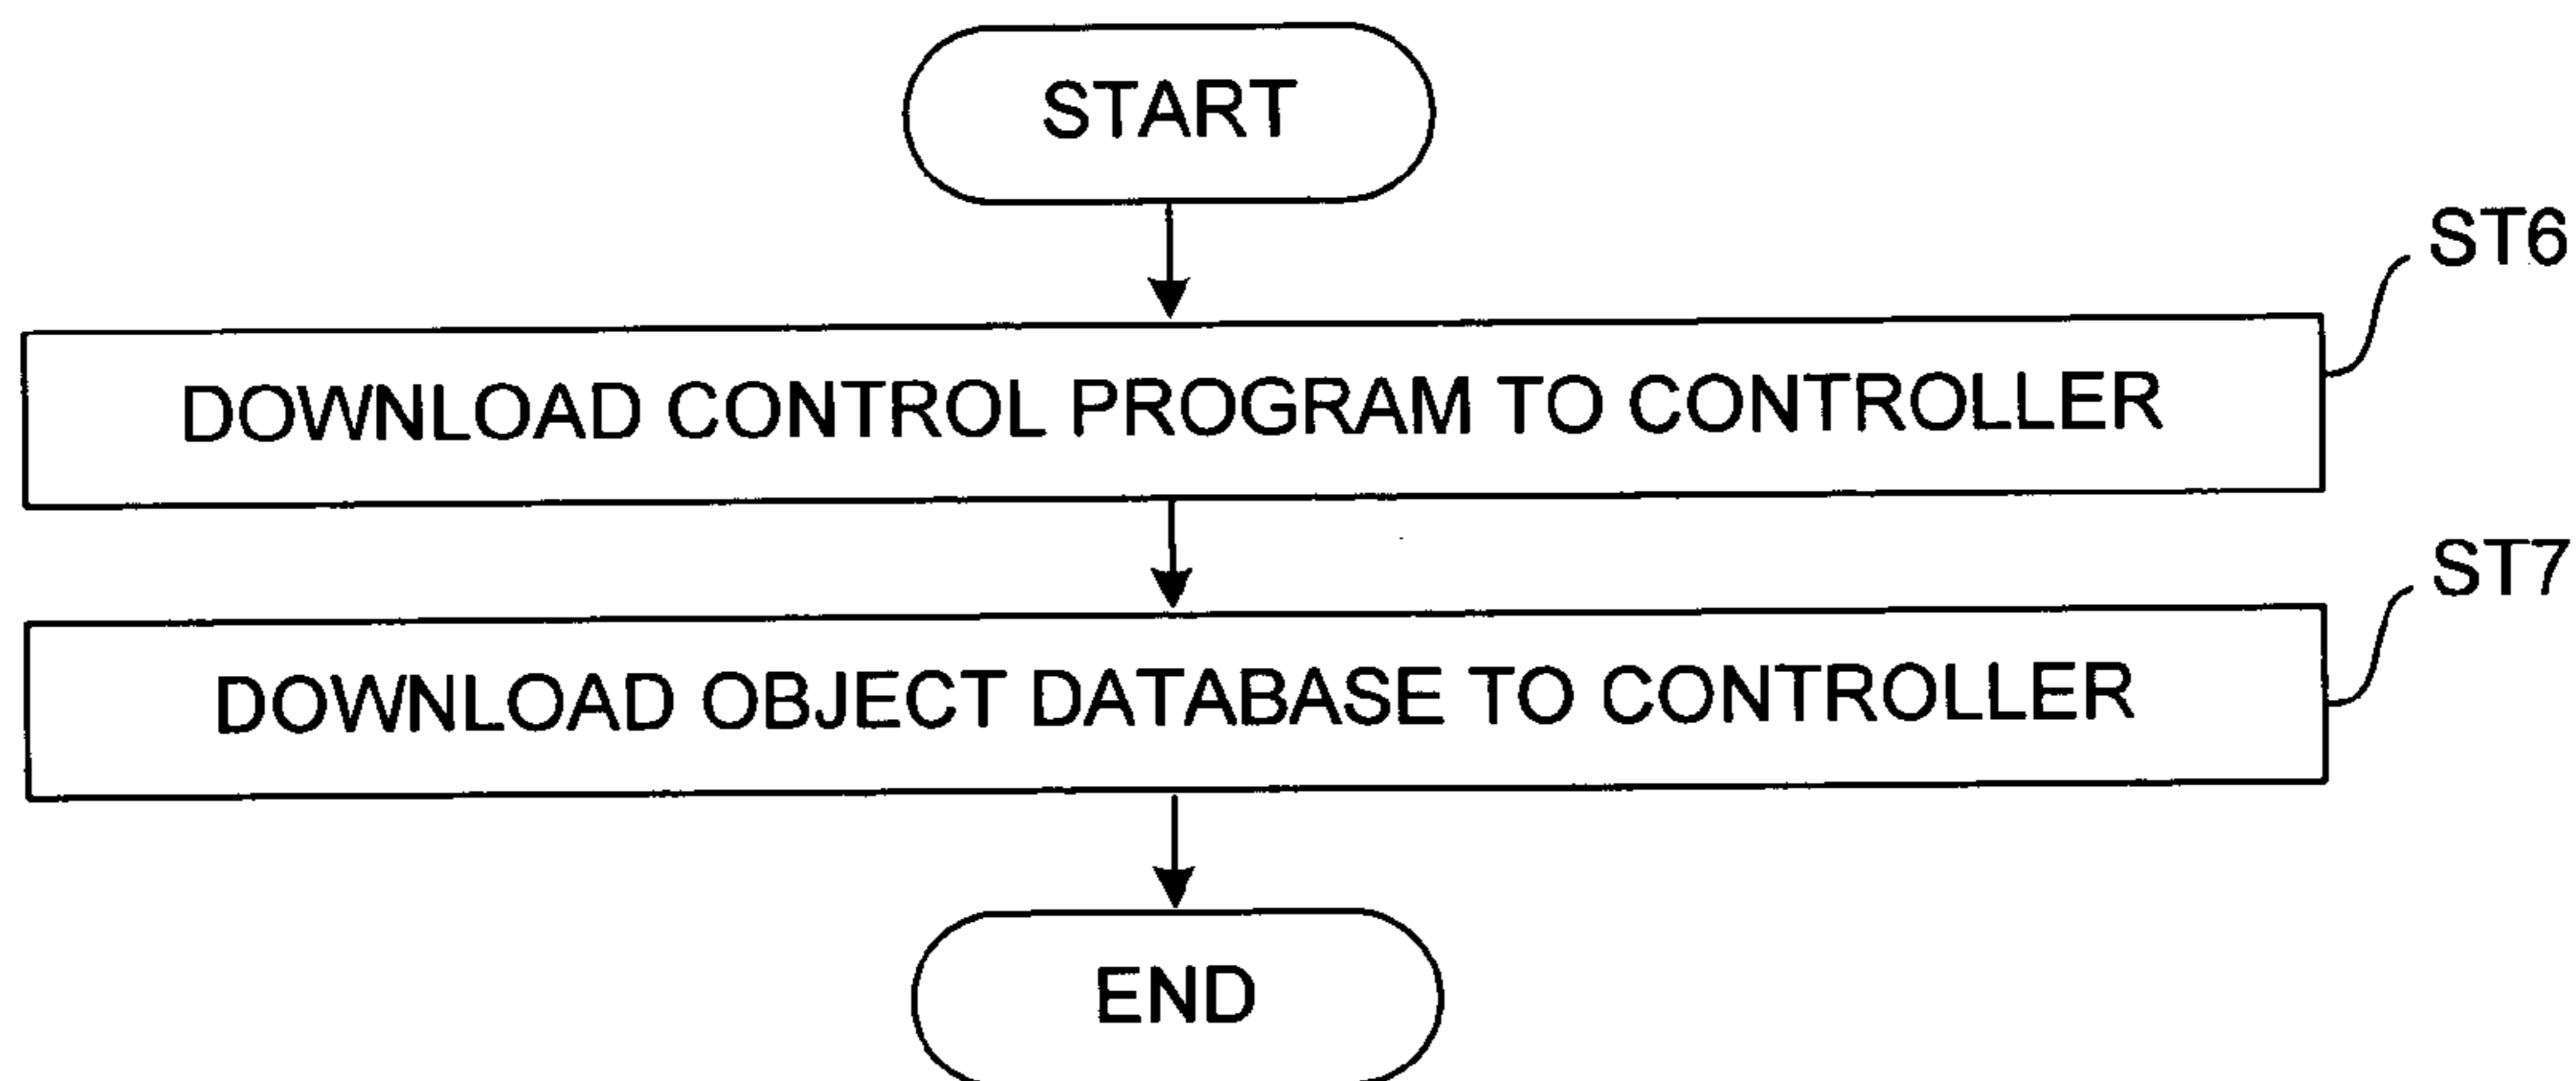 START
ST6
DOWNLOAD CONTROL PROGRAM TO CONTROLLER
ST7
DOWNLOAD OBJECT DATABASE TO CONTROLLER
END